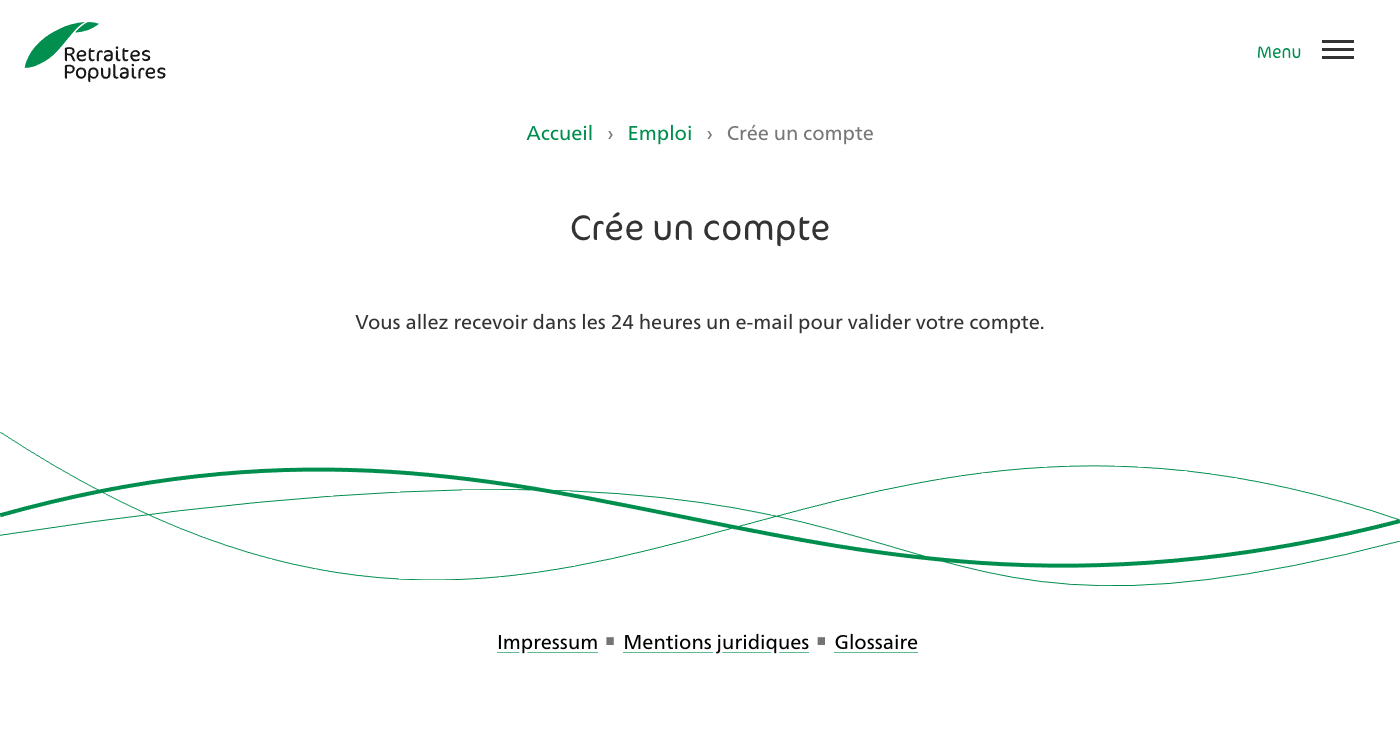 Retraites
Populaires
Menu
Accueil › Emploi › Crée un compte
Crée un compte
Vous allez recevoir dans les 24 heures un e-mail pour valider votre compte.
Impressum ▪ Mentions juridiques ▪ Glossaire